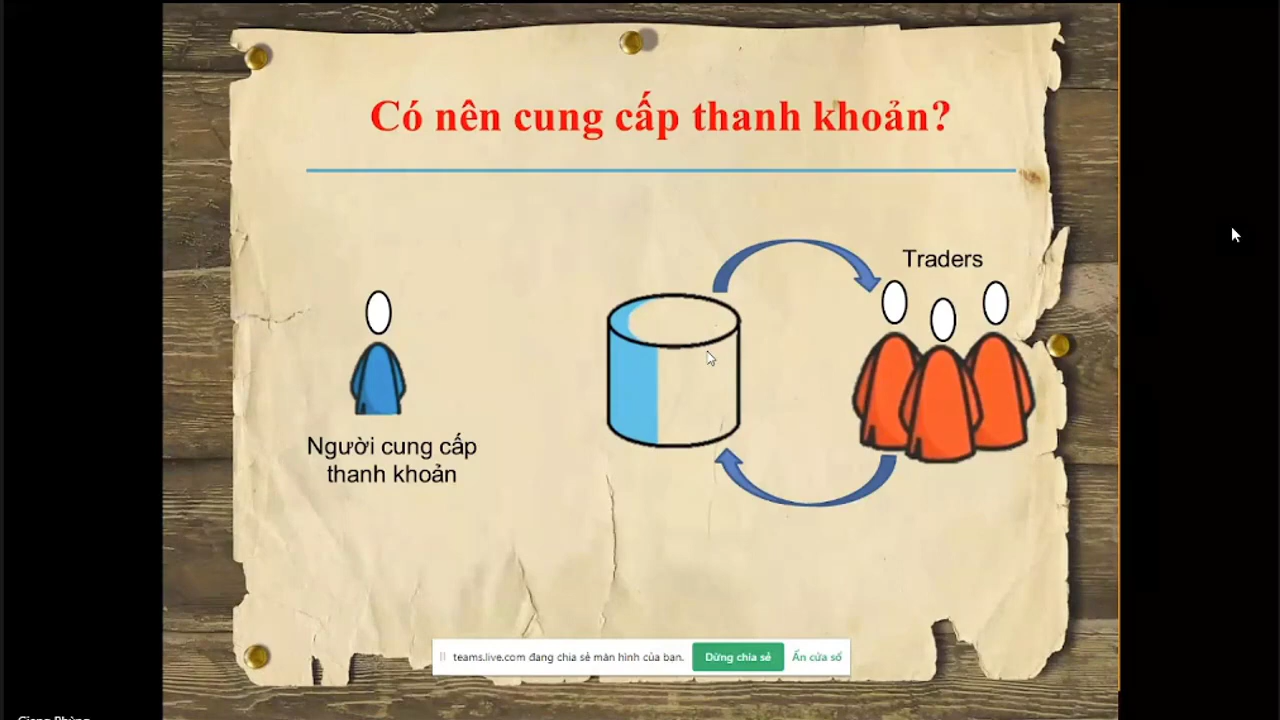 Có nên cung cấp thanh khoản?
Traders
Người cung cấp
thanh khoản
teams.live.com đang chia sẻ màn hình của bạn.
Dừng chia sẻ
Ẩn cửa sổ